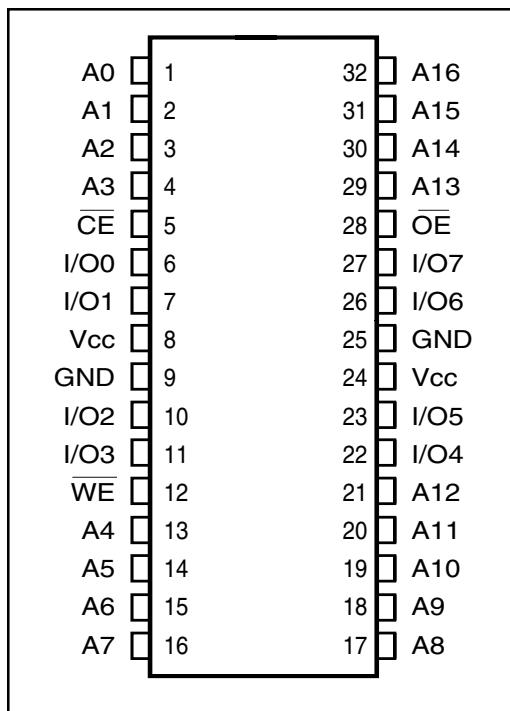 A0 1 32 A16
A1 2 31 A15
A2 3 30 A14
A3 4 29 A13
C̅E̅ 5 28 O̅E̅
I/O0 6 27 I/O7
I/O1 7 26 I/O6
Vcc 8 25 GND
GND 9 24 Vcc
I/O2 10 23 I/O5
I/O3 11 22 I/O4
W̅E̅ 12 21 A12
A4 13 20 A11
A5 14 19 A10
A6 15 18 A9
A7 16 17 A8